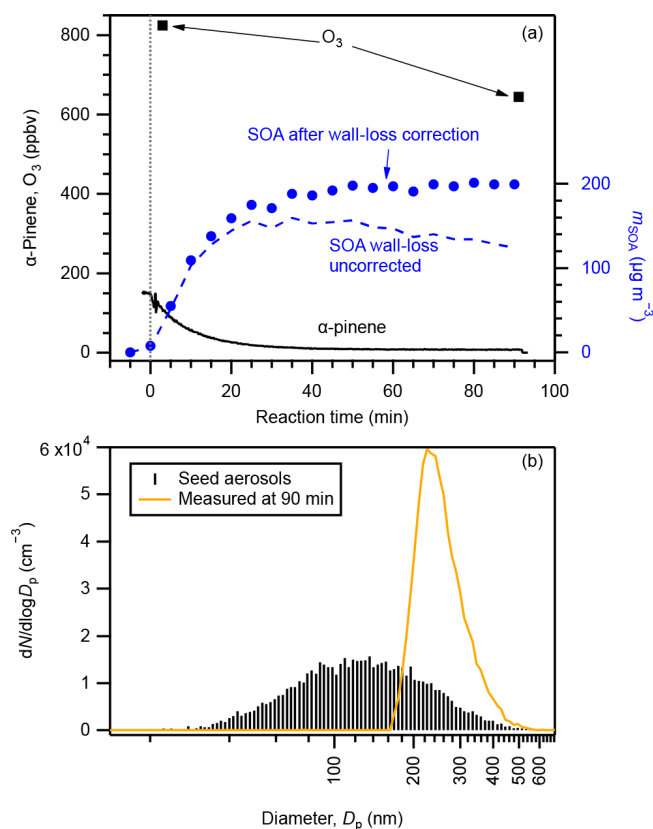 800
600
400
200
0
α-Pinene, O3 (ppbv)
(a)
O3
SOA after wall-loss correction
SOA wall-loss
uncorrected
α-pinene
200
100
0
mSOA (µg m−3)
0
20
40
60
80
100
Reaction time (min)
6 x10^4
5
4
3
2
1
0
dN/dlogDp (cm−3)
(b)
Seed aerosols
Measured at 90 min
100
200
300
400
500
600
Diameter, Dp (nm)